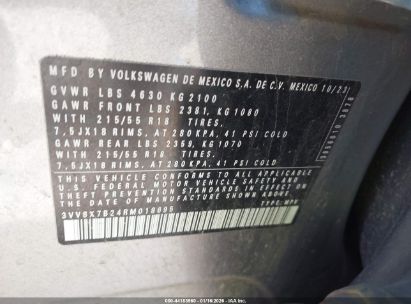 MFD BY VOLKSWAGEN DE MEXICO S.A. DE C.V. MEXICO 10/23
GVWR LBS 4630 KG 2100
GAWR FRONT LBS 2381, KG 1080
WITH 215/55 R18 TIRES,
7,5JX18 RIMS, AT 280 KPA, 41 PSI COLD
GAWR REAR LBS 2359, KG 1070
WITH 215/55 R18 TIRES,
7,5JX18 RIMS, AT 280 KPA, 41 PSI COLD
THIS VEHICLE CONFORMS TO ALL APPLICABLE
U.S. FEDERAL MOTOR VEHICLE SAFETY AND
THEFT PREVENTION STANDARDS IN EFFECT ON THE
DATE OF MANUFACTURE SHOWN ABOVE.
TYPE: MPV